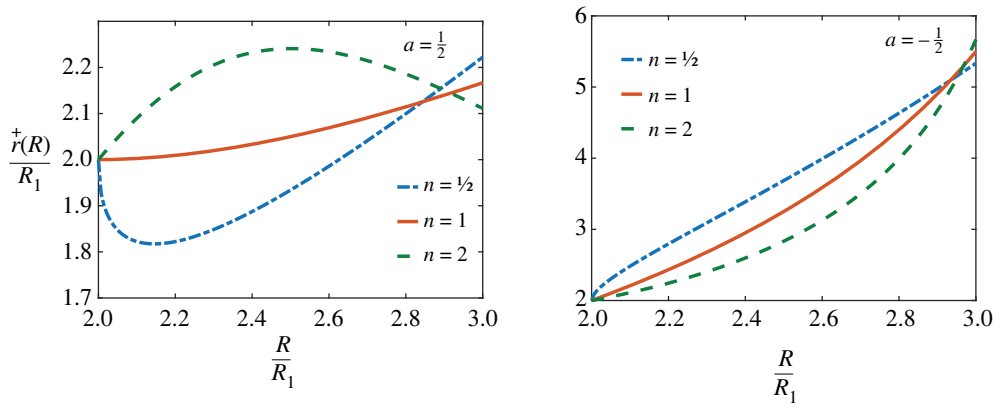 a = 1/2
2.2
2.1
2.0
1.9
1.8
1.7
r⁺(R)
R₁
n = ½
n = 1
n = 2
2.0 2.2 2.4 2.6 2.8 3.0
R
R₁
6
5
4
3
2
a = −1/2
n = ½
n = 1
n = 2
2.0 2.2 2.4 2.6 2.8 3.0
R
R₁